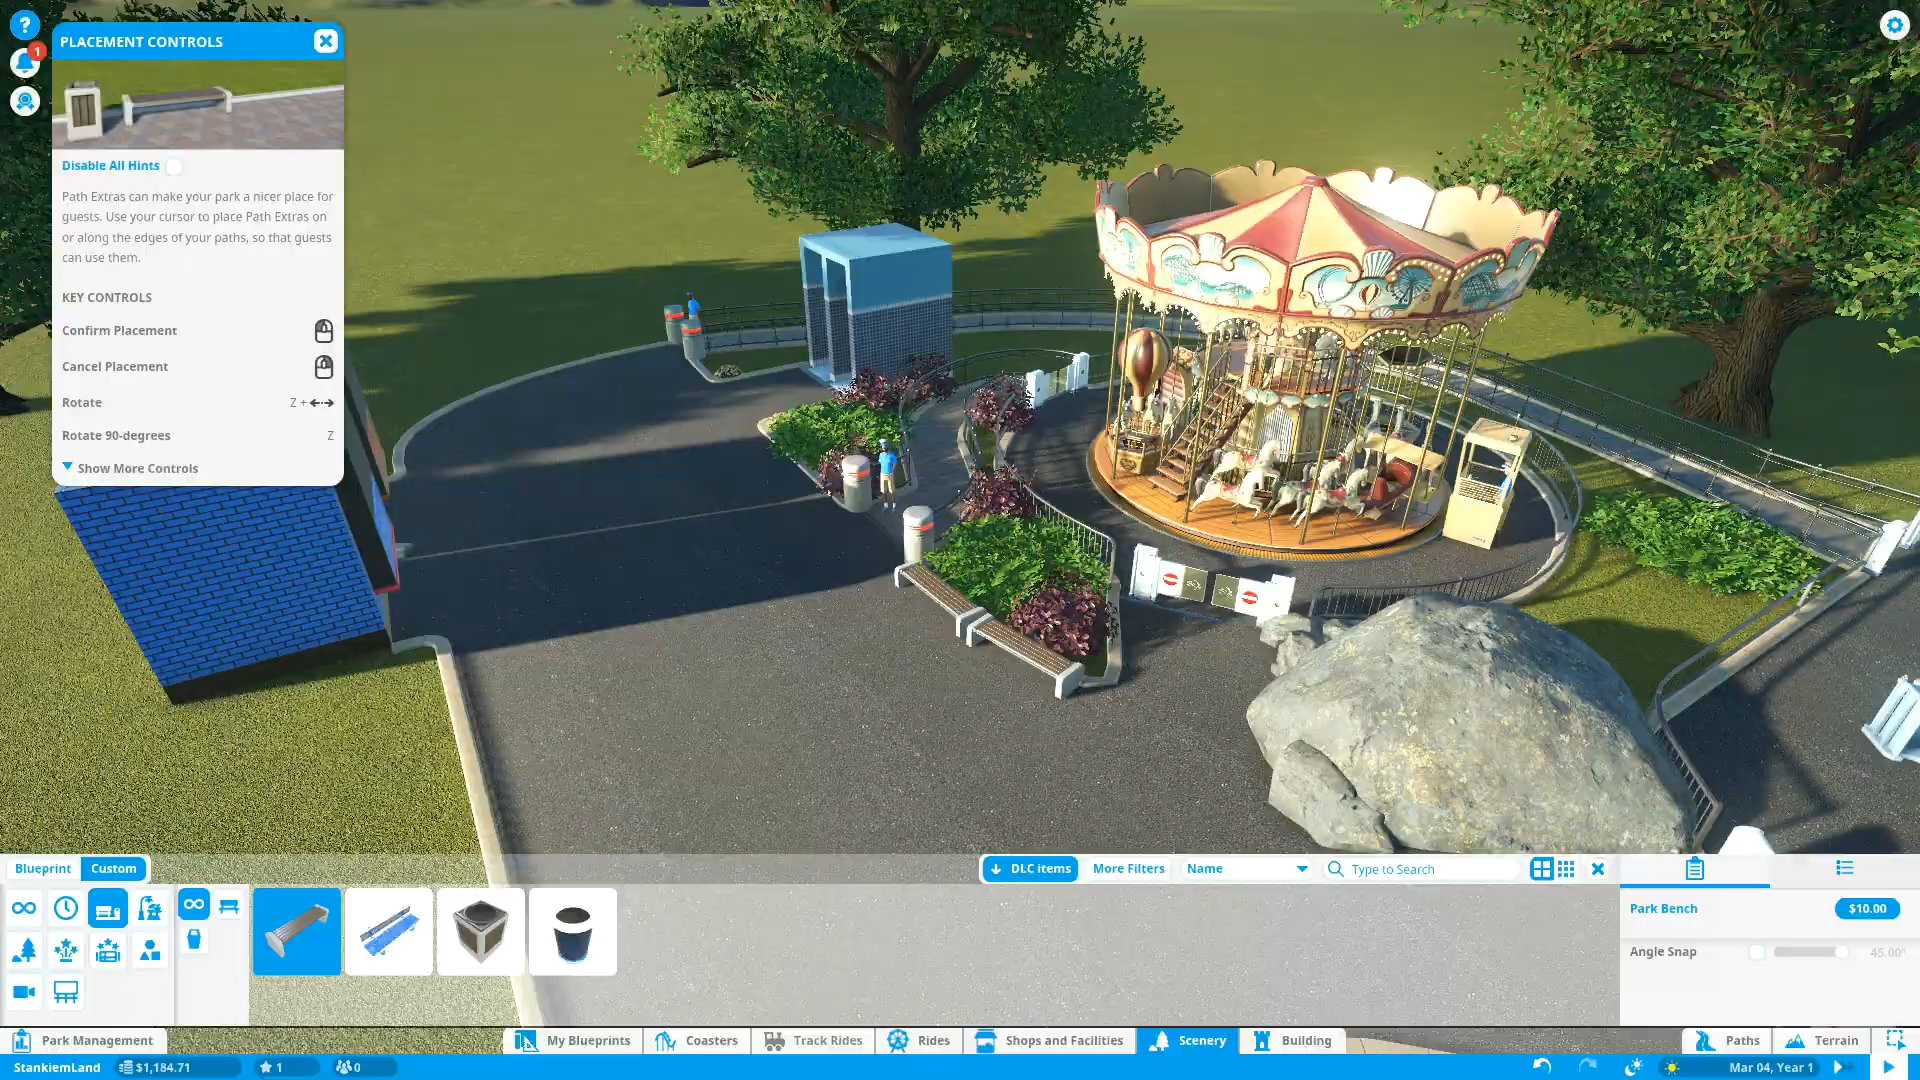 ?
1
PLACEMENT CONTROLS
Disable All Hints
Path Extras can make your park a nicer place for
guests. Use your cursor to place Path Extras on
or along the edges of your paths, so that guests
can use them.
KEY CONTROLS
Confirm Placement
Cancel Placement
Rotate Z +
Rotate 90-degrees Z
Show More Controls
Blueprint Custom
DLC items More Filters Name Type to Search
Park Bench $10.00
Angle Snap 45.00°
Park Management My Blueprints Coasters Track Rides Rides Shops and Facilities Scenery Building Paths Terrain
StankiemLand $1,184.71 1 0 Mar 04, Year 1